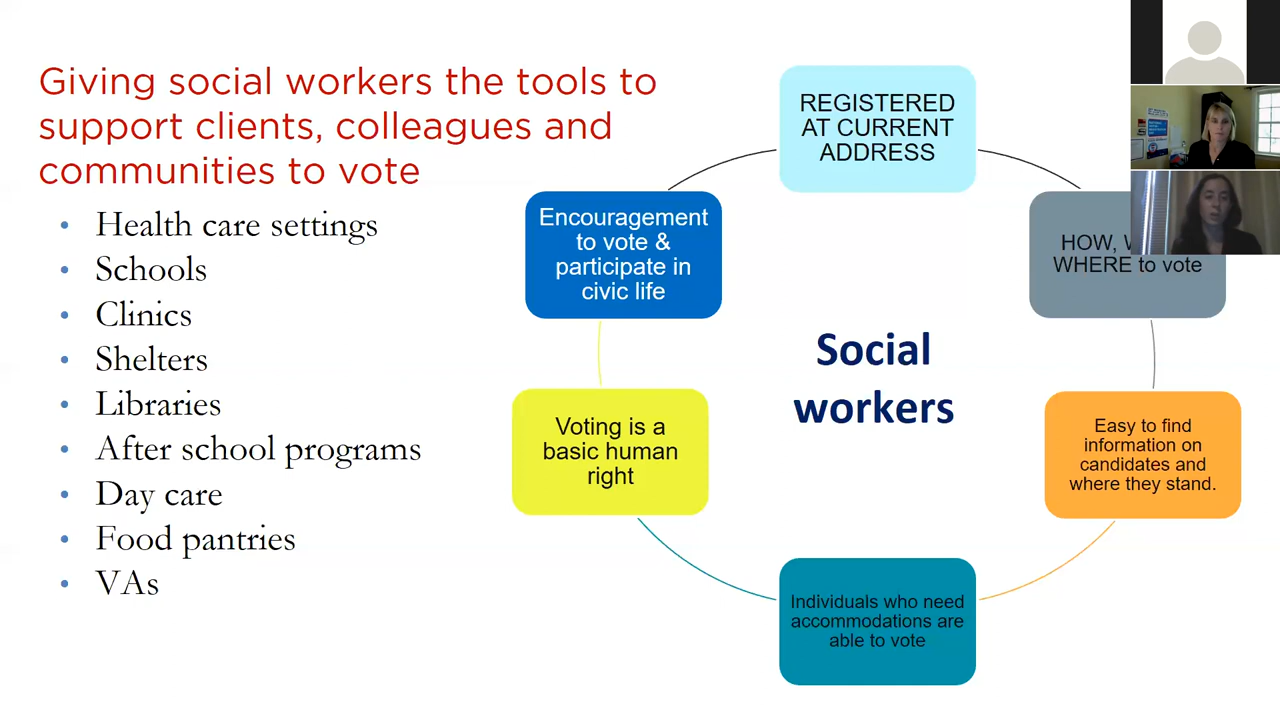 Giving social workers the tools to
support clients, colleagues and
communities to vote
• Health care settings
• Schools
• Clinics
• Shelters
• Libraries
• After school programs
• Day care
• Food pantries
• VAs
REGISTERED
AT CURRENT
ADDRESS
HOW,
WHERE to vote
Easy to find
information on
candidates and
where they stand.
Individuals who need
accommodations are
able to vote
Voting is a
basic human
right
Encouragement
to vote &
participate in
civic life
Social
workers